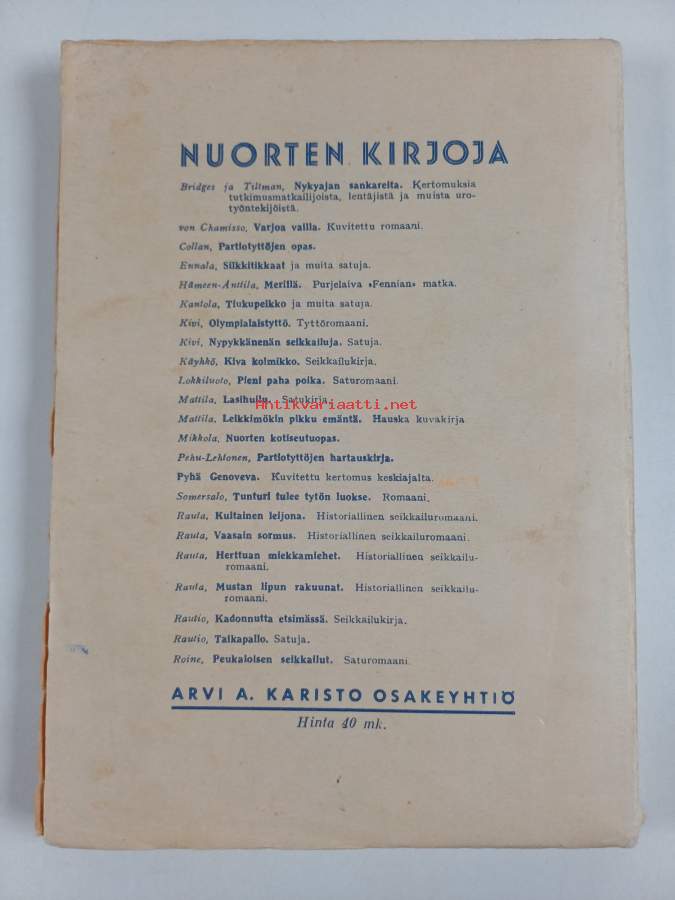 NUORTEN KIRJOJA
Bridges ja Tiltman, Nykyajan sankareita. Kertomuksia
tutkimusmatkailijoista, lentäjistä ja muista uro-
työntekijöistä.
von Chamisso, Varjoa vailla. Kuvitettu romaani.
Collan, Partiotyttöjen opas.
Ennala, Silkkitikkaat ja muita satuja.
Hämeen-Anttila, Merillä. Purjelaiva »Fennian» matka.
Kantola, Tiukupeikko ja muita satuja.
Kivi, Olympialaistyttö. Tyttöromaani.
Kivi, Nypykkänenän seikkailuja. Satuja.
Käyhkö, Kiva kolmikko. Seikkailukirja.
Lohkiluoto, Pieni paha poika. Saturomaani.
Mattila, Lasihuilu. Satukirja.
Antikvariaatti.net
Mattila, Leikkimökin pikku emäntä. Hauska kuvakirja
Mikkola, Nuorten kotiseutuopas.
Pehu-Lehtonen, Partiotyttöjen hartauskirja.
Pyhä Genoveva. Kuvitettu kertomus keskiajalta.
Somersalo, Tunturi tulee tytön luokse. Romaani.
Rauta, Kultainen leijona. Historiallinen seikkailuromaani.
Rauta, Vaasain sormus. Historiallinen seikkailuromaani.
Rauta, Herttuan miekkamiehet. Historiallinen seikkailu-
romaani.
Rauta, Mustan lipun rakuunat. Historiallinen seikkailu-
romaani.
Rautio, Kadonnutta etsimässä. Seikkailukirja.
Rautio, Taikapallo. Satuja.
Roine, Peukaloisen seikkailut. Saturomaani
ARVI A. KARISTO OSAKEYHTIÖ
Hinta 40 mk.